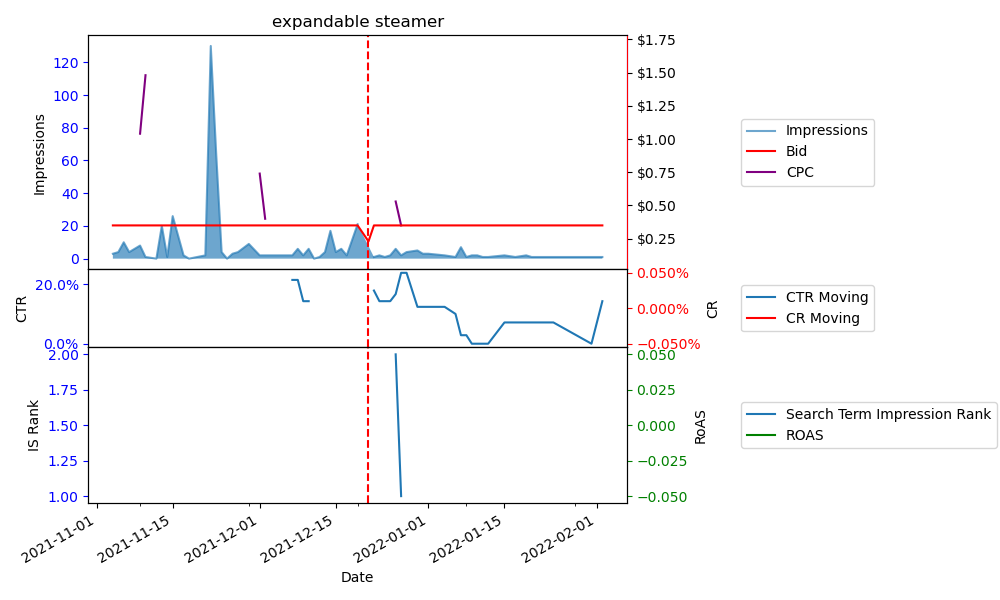 expandable steamer
120
100
80
60
40
20
0
Impressions
$1.75
$1.50
$1.25
$1.00
$0.75
$0.50
$0.25
Impressions
Bid
CPC
20.0%
0.0%
CTR
0.050%
0.000%
−0.050%
CR
CTR Moving
CR Moving
2.00
1.75
1.50
1.25
1.00
IS Rank
0.050
0.025
0.000
−0.025
−0.050
RoAS
Search Term Impression Rank
ROAS
2021-11-01
2021-11-15
2021-12-01
2021-12-15
2022-01-01
2022-01-15
2022-02-01
Date